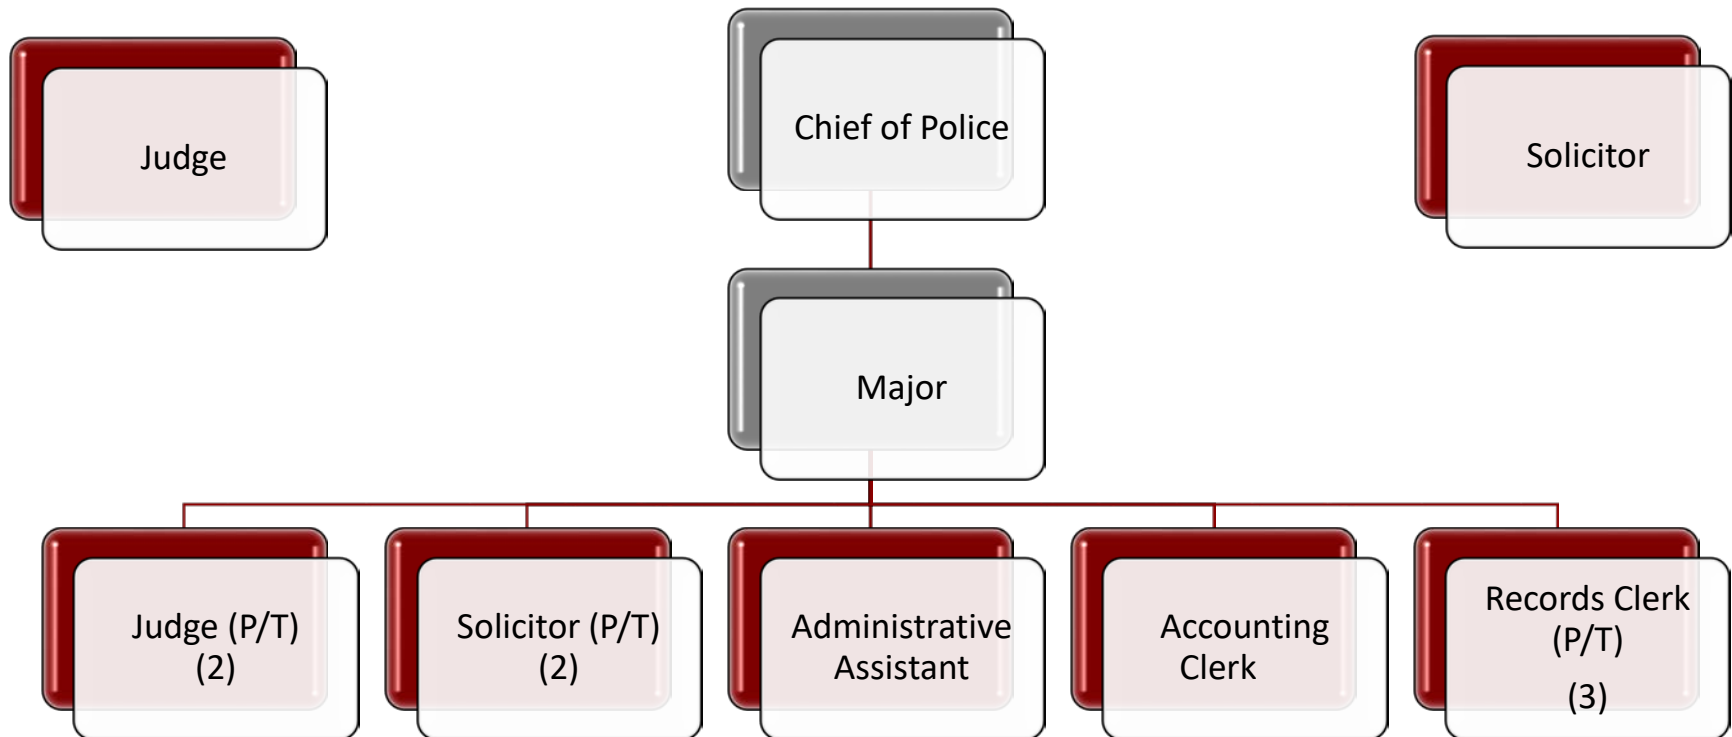 Judge
Chief of Police
Solicitor
Major
Judge (P/T)
(2)
Solicitor (P/T)
(2)
Administrative
Assistant
Accounting
Clerk
Records Clerk
(P/T)
(3)